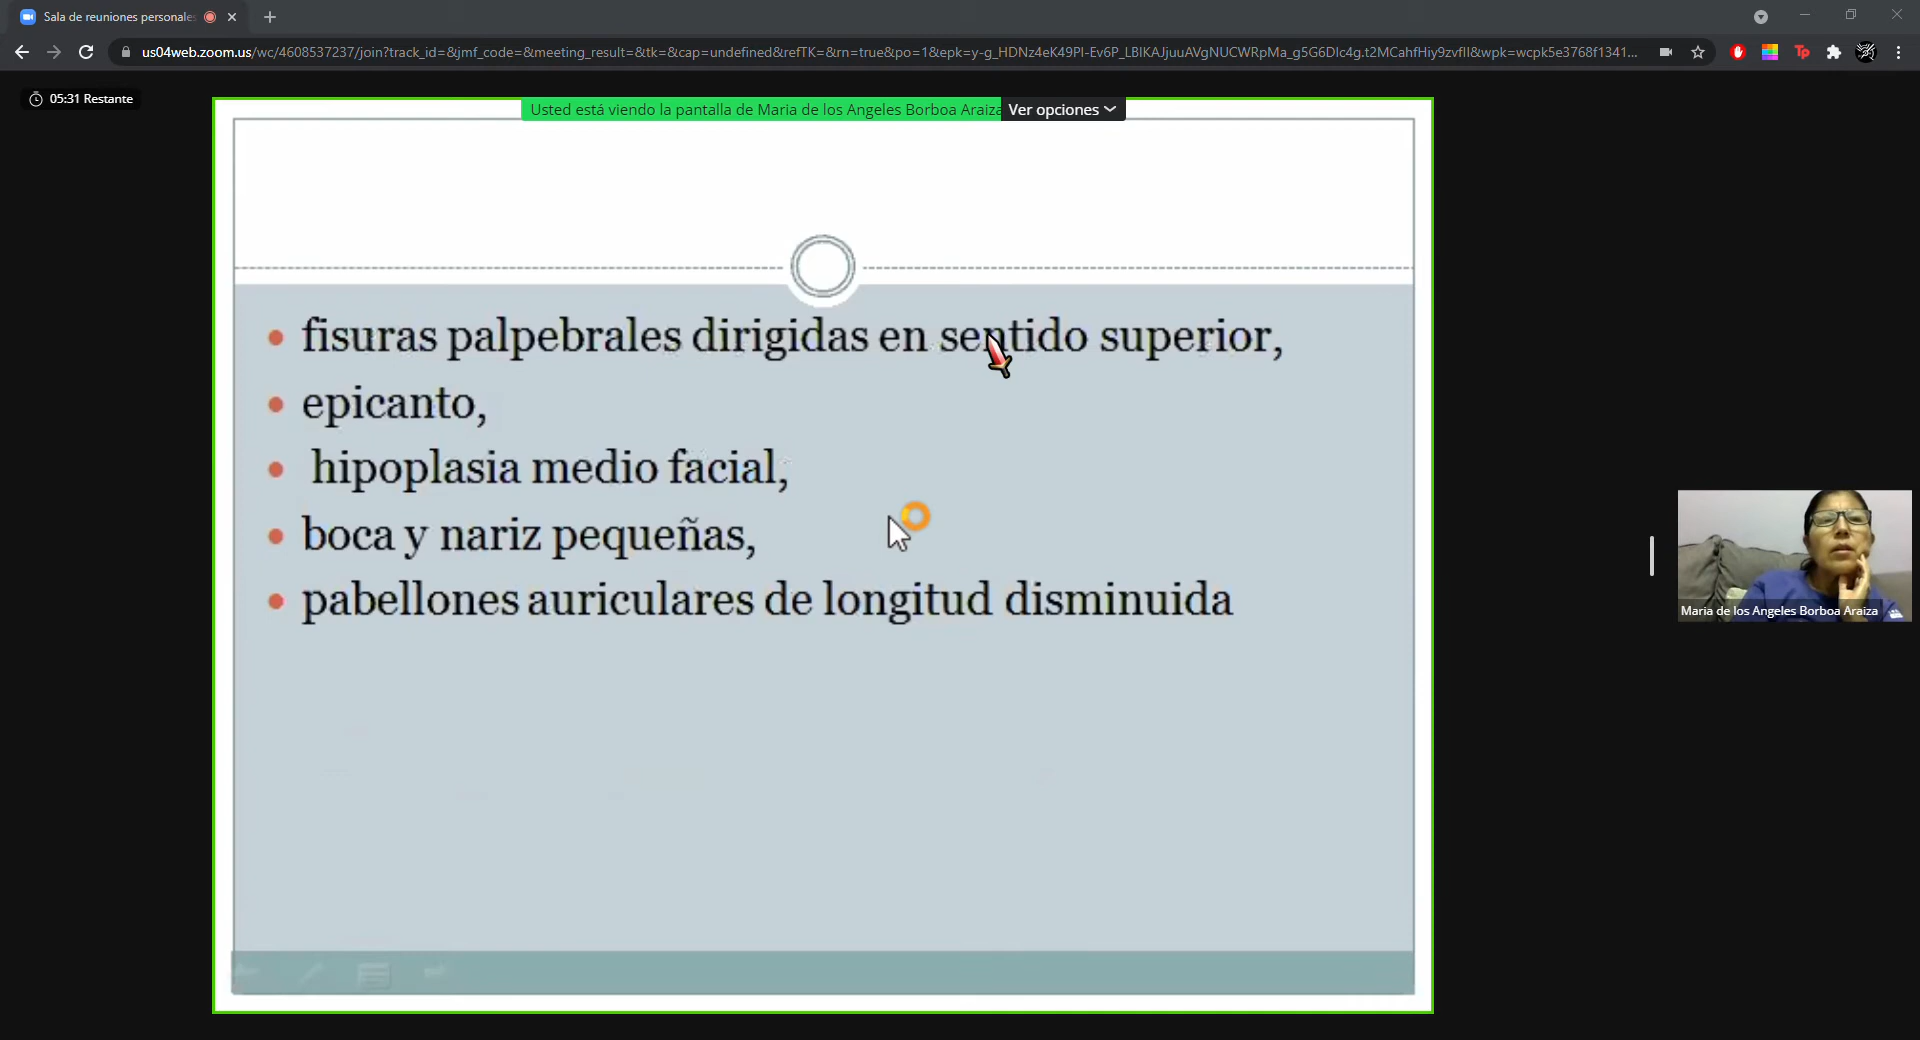 Sala de reuniones personales
us04web.zoom.us/wc/4608537237/join?track_id=&jmf_code=&meeting_result=&tk=&cap=undefined&refTK=&rn=true&po=1&epk=y-g_HDNz4eK49PI-Ev6P_LBIKAJjuuAVgNUCWRpMa_g5G6DIc4g.t2MCahfHiy9zvfII&wpk=wcpk5e3768f1341...
Tp
05:31 Restante
Usted está viendo la pantalla de Maria de los Angeles Borboa Araiza
Ver opciones
• fisuras palpebrales dirigidas en sentido superior,
• epicanto,
• hipoplasia medio facial,
• boca y nariz pequeñas,
• pabellones auriculares de longitud disminuida
Maria de los Angeles Borboa Araiza